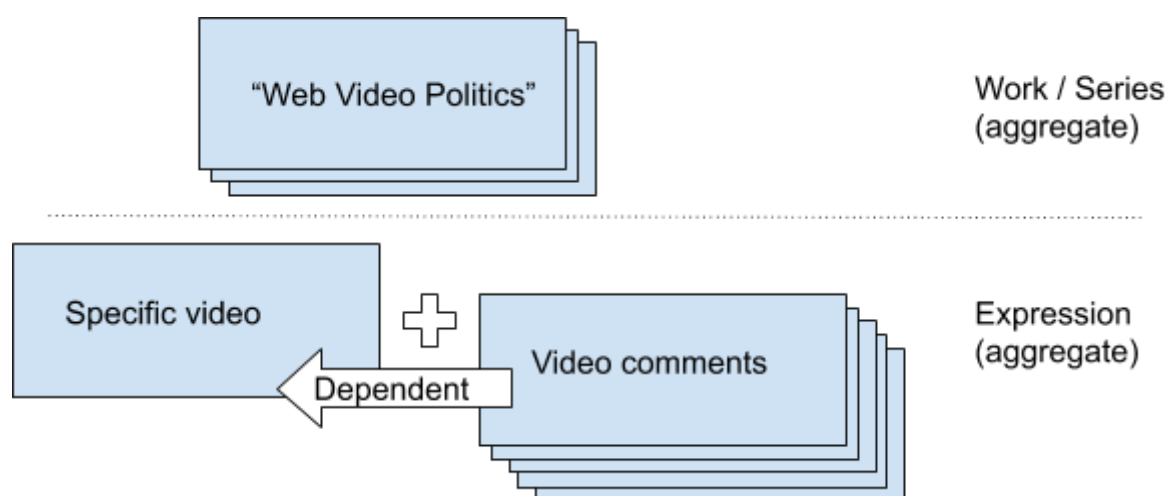 “Web Video Politics”
Work / Series
(aggregate)
Specific video
Expression
(aggregate)
Video comments
Dependent